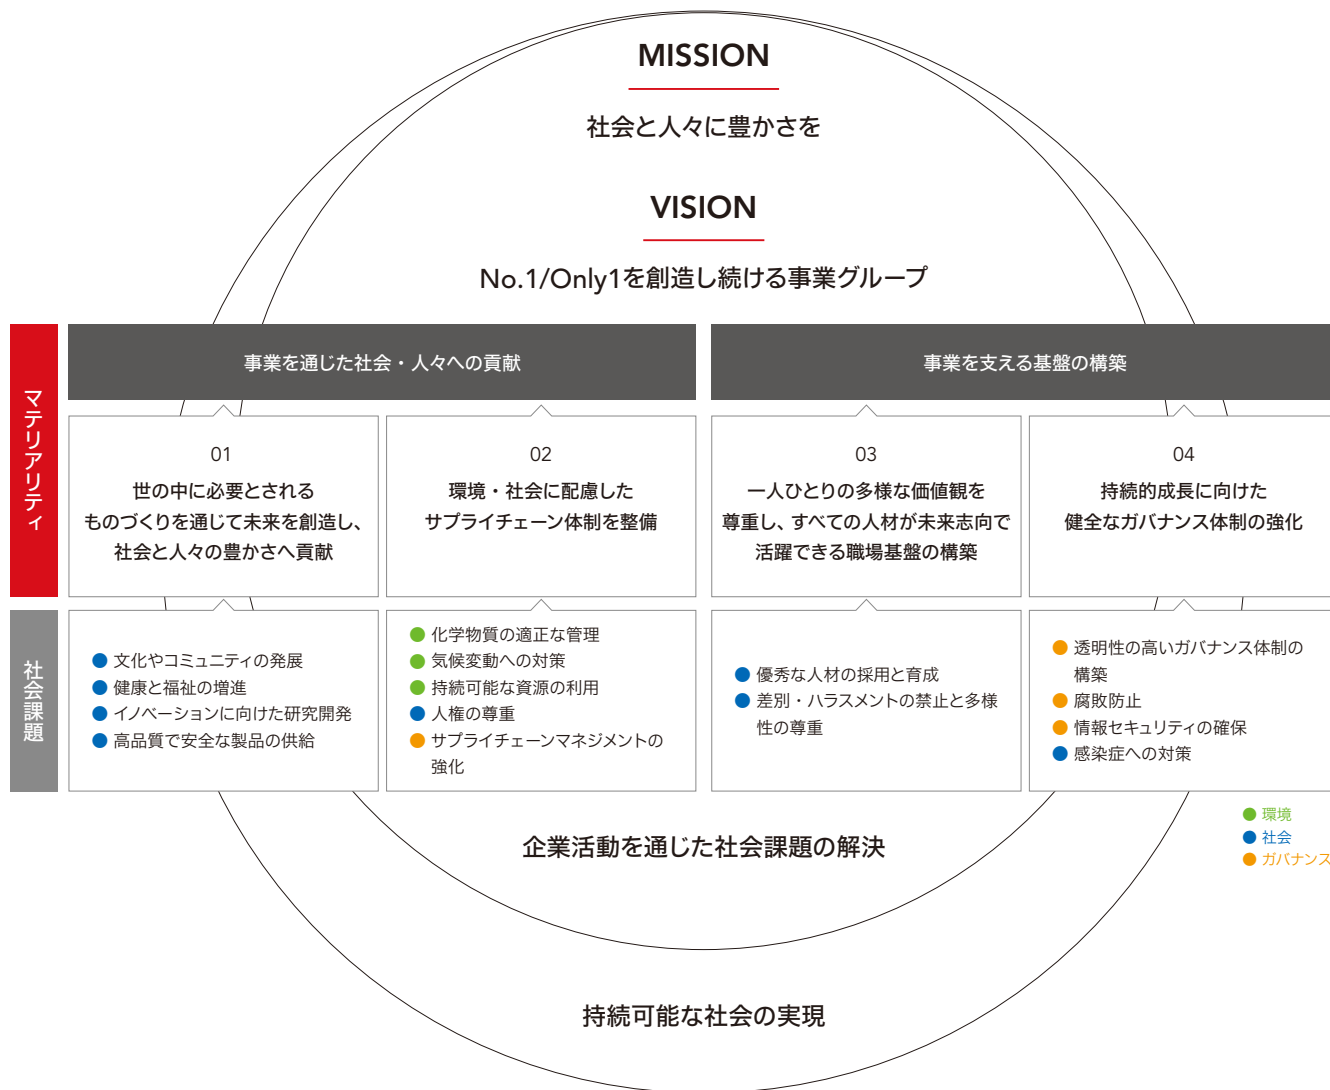 MISSION
社会と人々に豊かさを
VISION
No.1/Only1を創造し続ける事業グループ
マテリアリティ
事業を通じた社会・人々への貢献
事業を支える基盤の構築
01
世の中に必要とされる
ものづくりを通じて未来を創造し、
社会と人々の豊かさへ貢献
02
環境・社会に配慮した
サプライチェーン体制を整備
03
一人ひとりの多様な価値観を
尊重し、すべての人材が未来志向で
活躍できる職場基盤の構築
04
持続的成長に向けた
健全なガバナンス体制の強化
社会課題
文化やコミュニティの発展
健康と福祉の増進
イノベーションに向けた研究開発
高品質で安全な製品の供給
化学物質の適正な管理
気候変動への対策
持続可能な資源の利用
人権の尊重
サプライチェーンマネジメントの
強化
優秀な人材の採用と育成
差別・ハラスメントの禁止と多様
性の尊重
透明性の高いガバナンス体制の
構築
腐敗防止
情報セキュリティの確保
感染症への対策
環境
社会
ガバナンス
企業活動を通じた社会課題の解決
持続可能な社会の実現